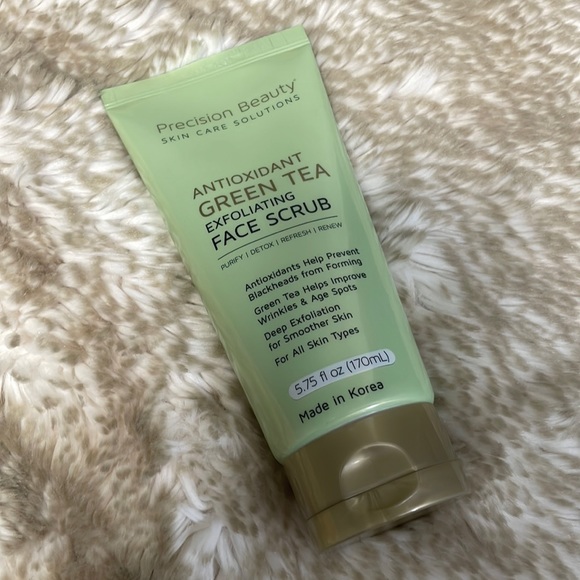 Precision Beauty
SKIN CARE SOLUTIONS
ANTIOXIDANT
GREEN TEA
EXFOLIATING
FACE SCRUB
PURIFY | DETOX | REFRESH | RENEW
Antioxidants Help Prevent
Blackheads from Forming
Green Tea Helps Improve
Wrinkles & Age Spots
Deep Exfoliation
for Smoother Skin
For All Skin Types
5.75 fl oz (170mL)
Made in Korea